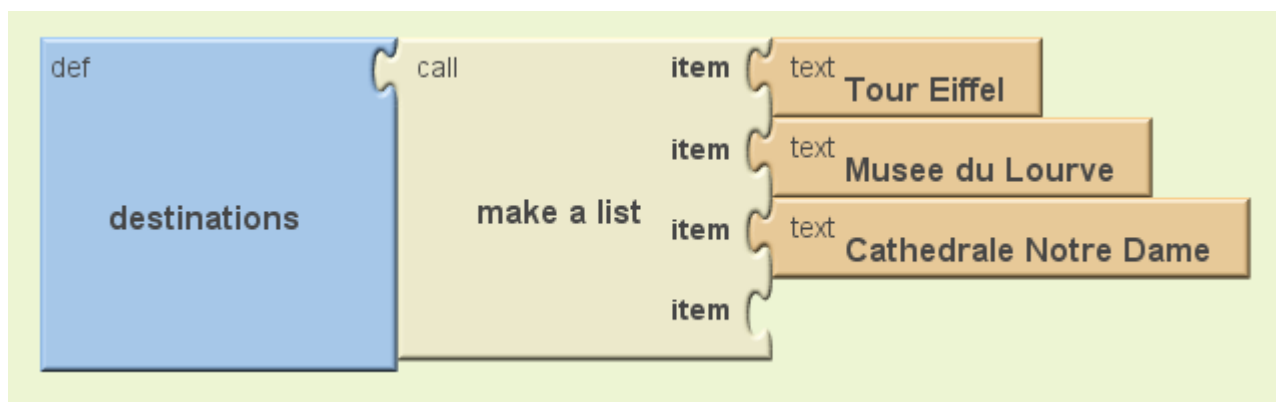 def
destinations
call
make a list
item
text
Tour Eiffel
item
text
Musee du Lourve
item
text
Cathedrale Notre Dame
item